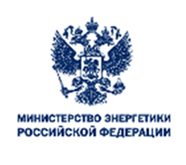 МИНИСТЕРСТВО ЭНЕРГЕТИКИ
РОССИЙСКОЙ ФЕДЕРАЦИИ